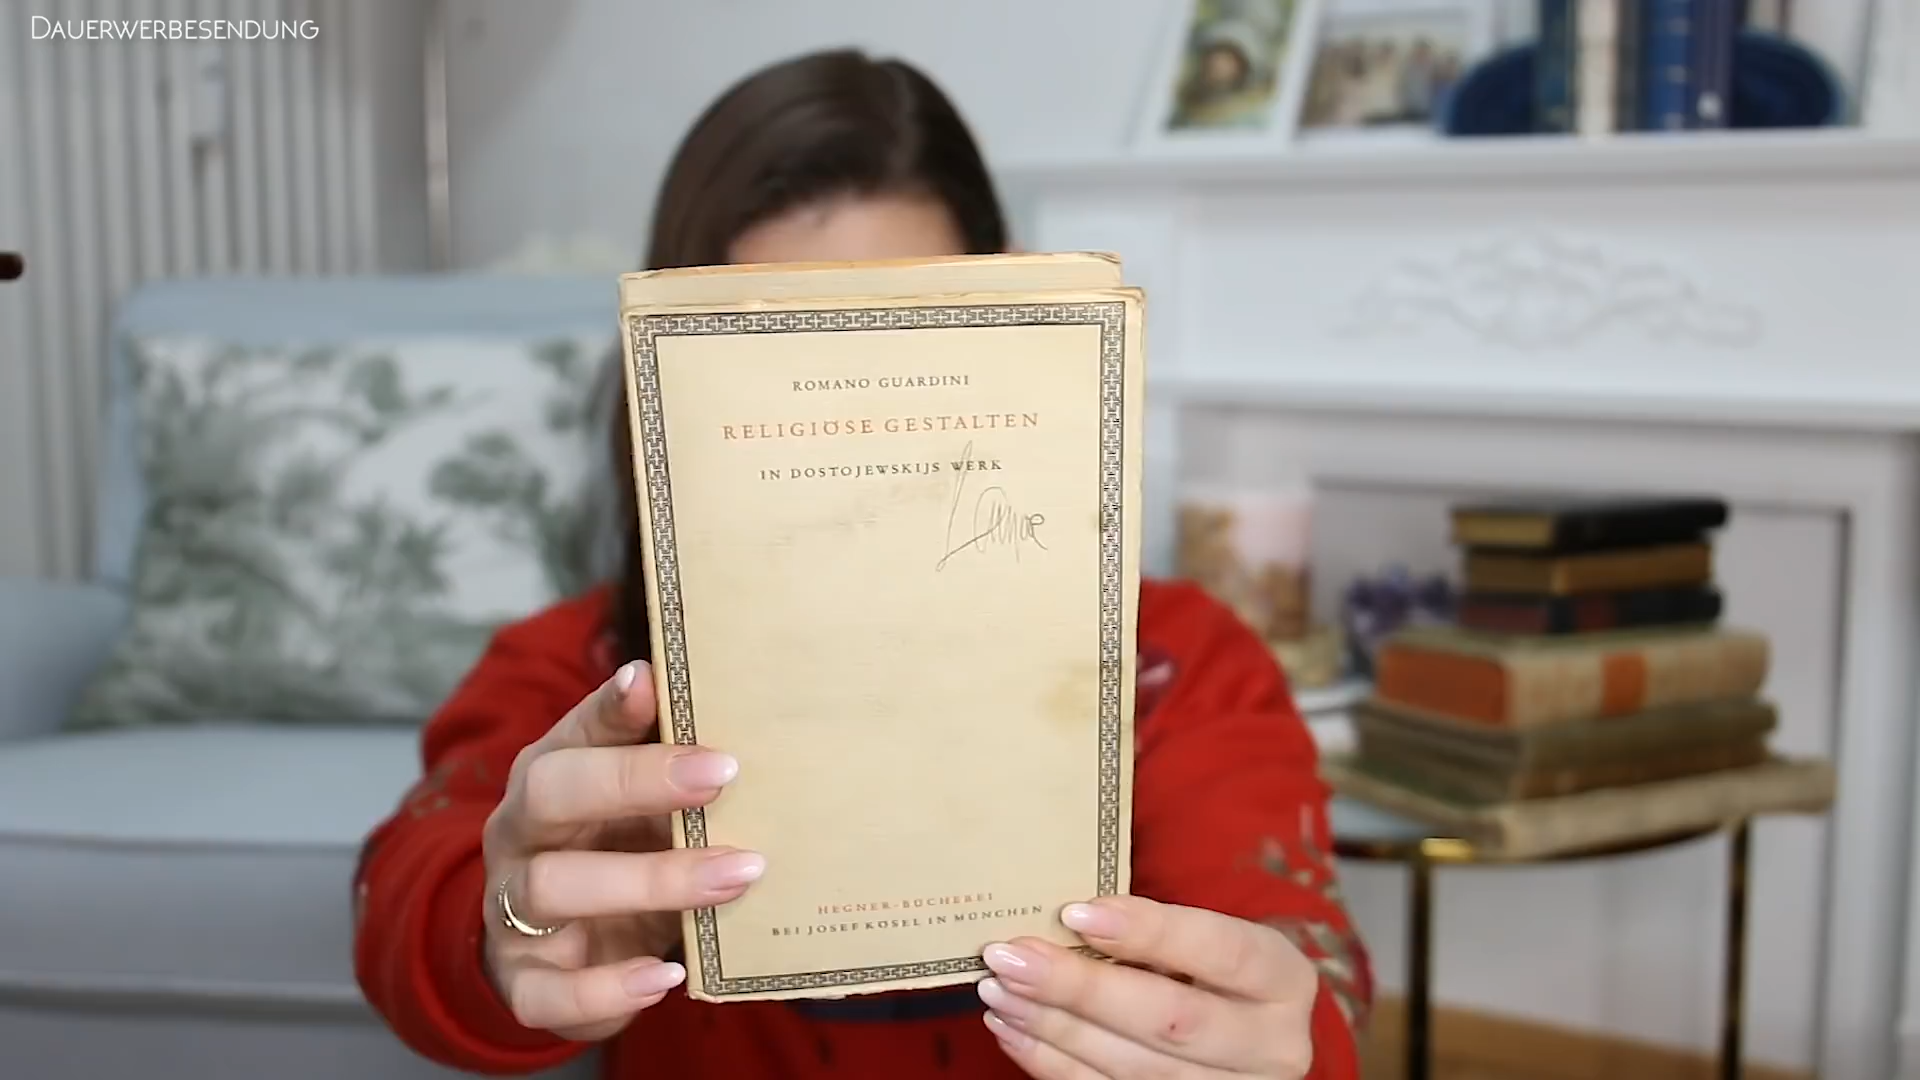 DAUERWERBESENDUNG
ROMANO GUARDINI
RELIGIÖSE GESTALTEN
IN DOSTOJEWSKIJS WERK
HEGNER-BÜCHEREI
BEI JOSEF KÖSEL IN MÜNCHEN